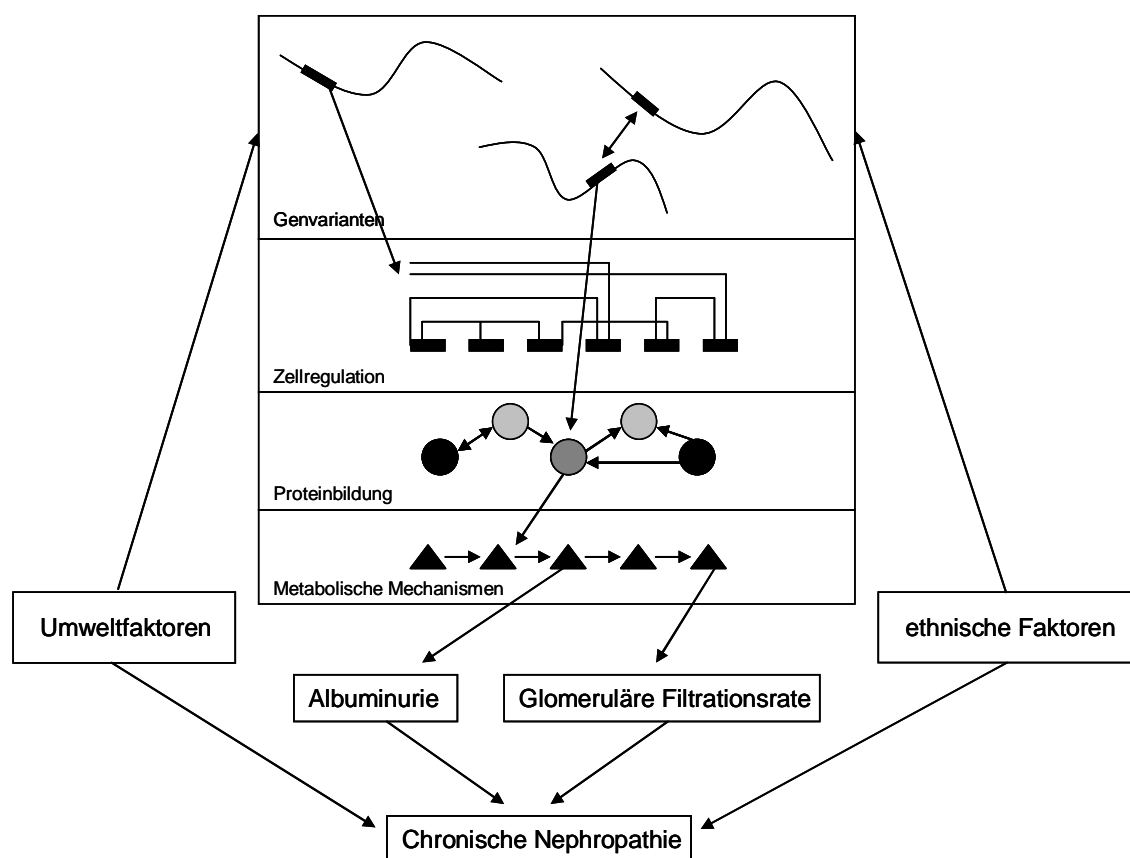 Genvarianten
Zellregulation
Proteinbildung
Metabolische Mechanismen
Umweltfaktoren
ethnische Faktoren
Albuminurie
Glomeruläre Filtrationsrate
Chronische Nephropathie